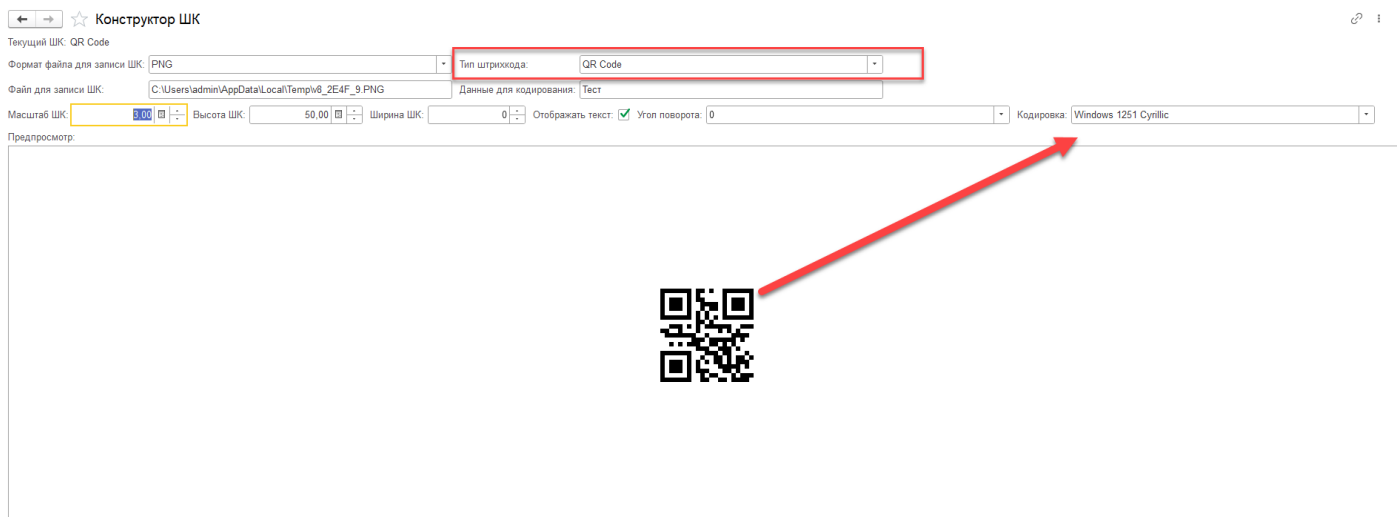 Конструктор ШК
Текущий ШК: QR Code
Формат файла для записи ШК: PNG Тип штрихкода: QR Code
Файл для записи ШК: C:\Users\admin\AppData\Local\Temp\v8_2E4F_9.PNG Данные для кодирования: Тест
Масштаб ШК: 3,00 Высота ШК: 50,00 Ширина ШК: 0 Отображать текст: Угол поворота: 0 Кодировка: Windows 1251 Cyrillic
Предпросмотр: